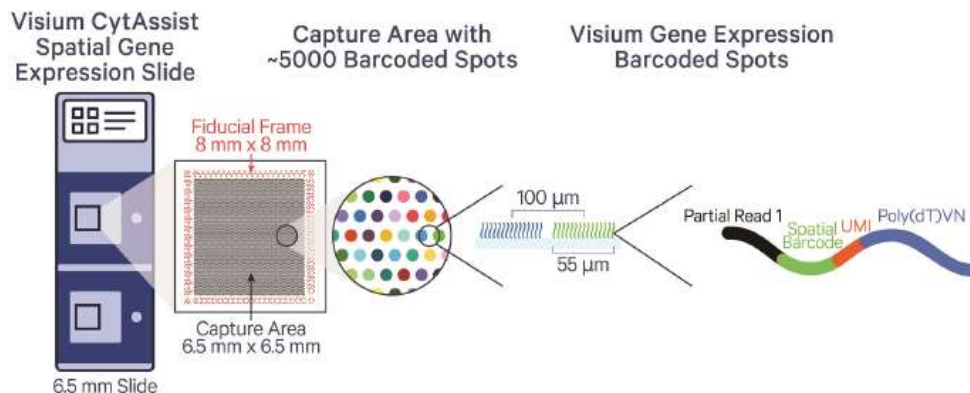 Visium CytAssist
Spatial Gene
Expression Slide
Capture Area with
~5000 Barcoded Spots
Visium Gene Expression
Barcoded Spots
Fiducial Frame
8 mm x 8 mm
100 µm
55 µm
Partial Read 1
Spatial
Barcode
UMI
Poly(dT)VN
Capture Area
6.5 mm x 6.5 mm
6.5 mm Slide